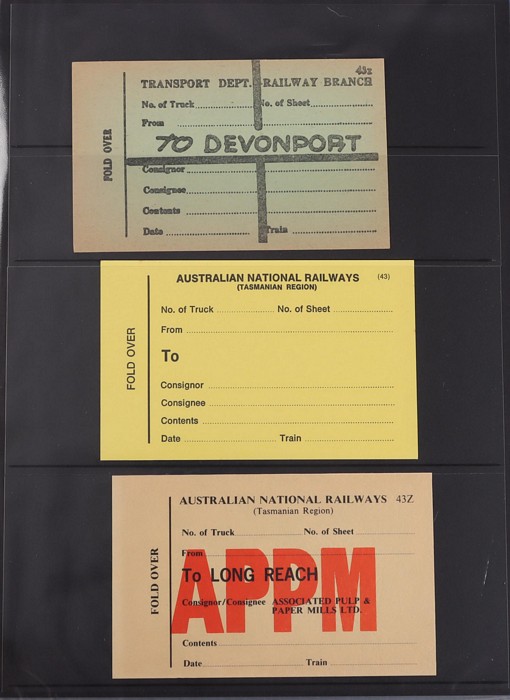 43z
TRANSPORT DEPT. RAILWAY BRANCH
No. of Truck No. of Sheet
From
TO DEVONPORT
Consignor
Consignee
Contents
Date Train
FOLD OVER
AUSTRALIAN NATIONAL RAILWAYS (43)
(TASMANIAN REGION)
No. of Truck No. of Sheet
From
To
Consignor
Consignee
Contents
Date Train
FOLD OVER
AUSTRALIAN NATIONAL RAILWAYS 43Z
(Tasmanian Region)
No. of Truck No. of Sheet
From
To LONG REACH
Consignor/Consignee ASSOCIATED PULP &
PAPER MILLS LTD.
APPM
Contents
Date Train
FOLD OVER